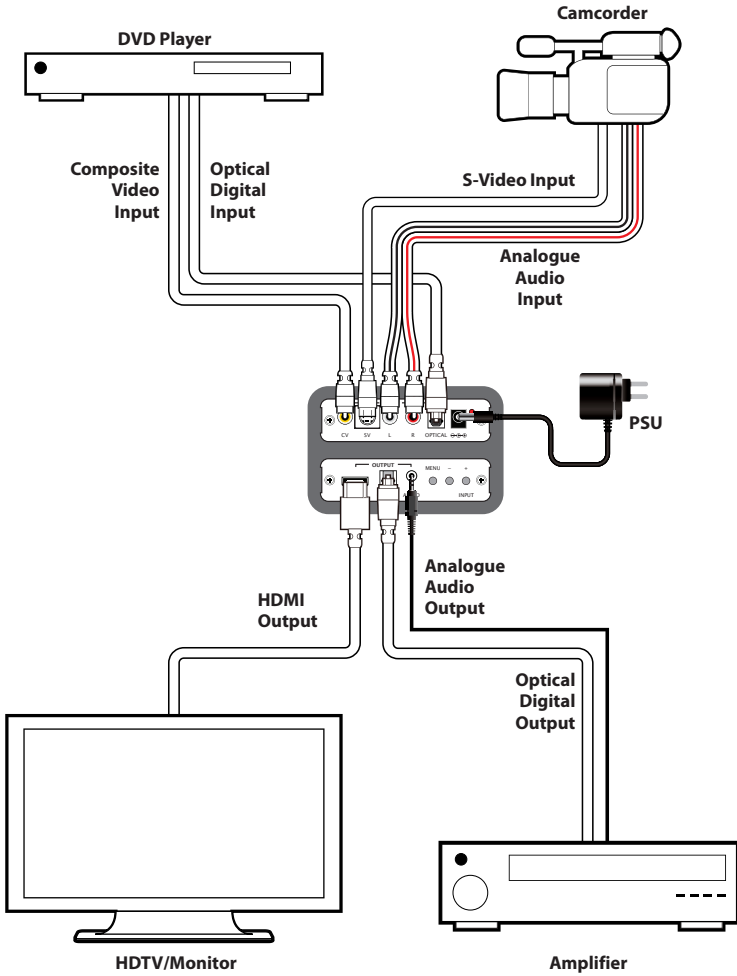 Camcorder
DVD Player
Composite
Video
Input
Optical
Digital
Input
S-Video Input
Analogue
Audio
Input
PSU
CV SV L R OPTICAL
OUTPUT
MENU − +
INPUT
HDMI
Output
Analogue
Audio
Output
Optical
Digital
Output
HDTV/Monitor
Amplifier